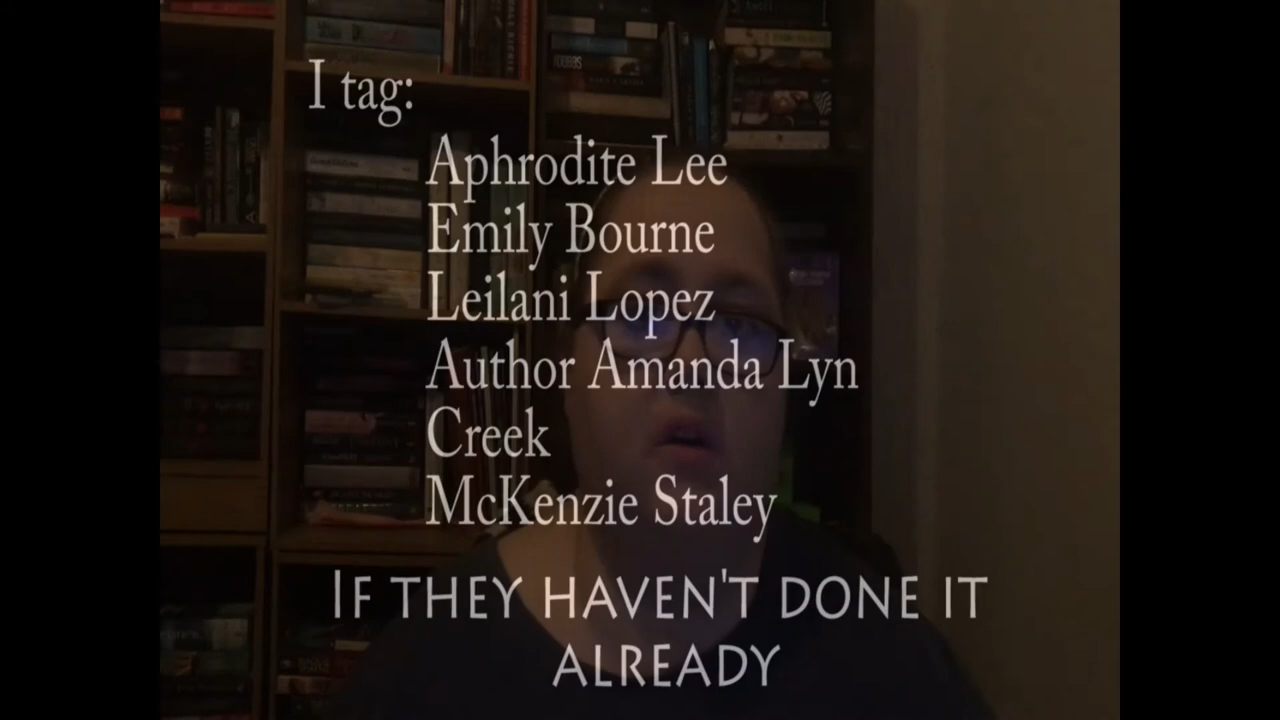 I tag:
Aphrodite Lee
Emily Bourne
Leilani Lopez
Author Amanda Lyn
Creek
McKenzie Staley
IF THEY HAVEN'T DONE IT
ALREADY